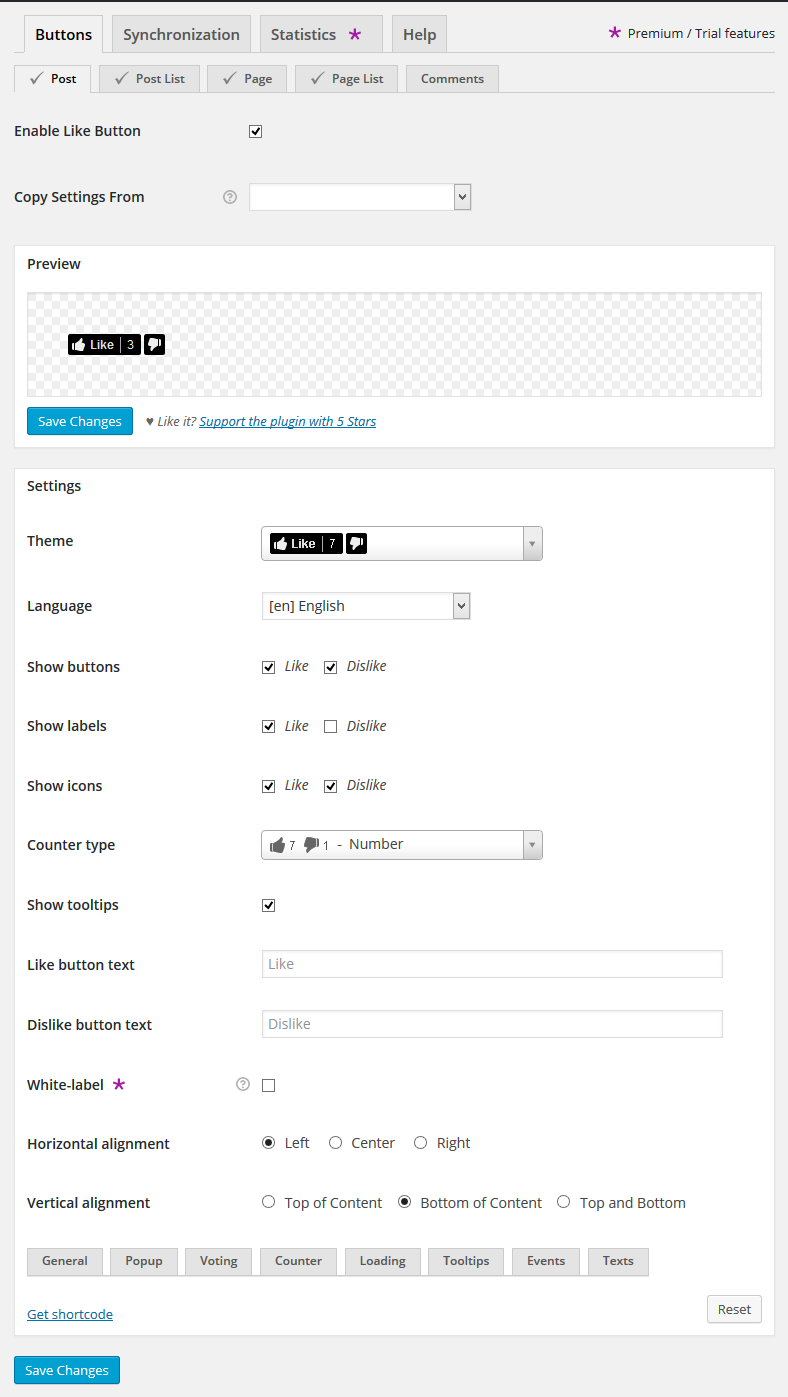 Buttons Synchronization Statistics * Help * Premium / Trial features
Post Post List Page Page List Comments
Enable Like Button
Copy Settings From ?
Preview
Like 3
Save Changes ♥ Like it? Support the plugin with 5 Stars
Settings
Theme Like 7
Language [en] English
Show buttons Like Dislike
Show labels Like Dislike
Show icons Like Dislike
Counter type 7 1 - Number
Show tooltips
Like button text Like
Dislike button text Dislike
White-label * ?
Horizontal alignment Left Center Right
Vertical alignment Top of Content Bottom of Content Top and Bottom
General Popup Voting Counter Loading Tooltips Events Texts
Get shortcode Reset
Save Changes